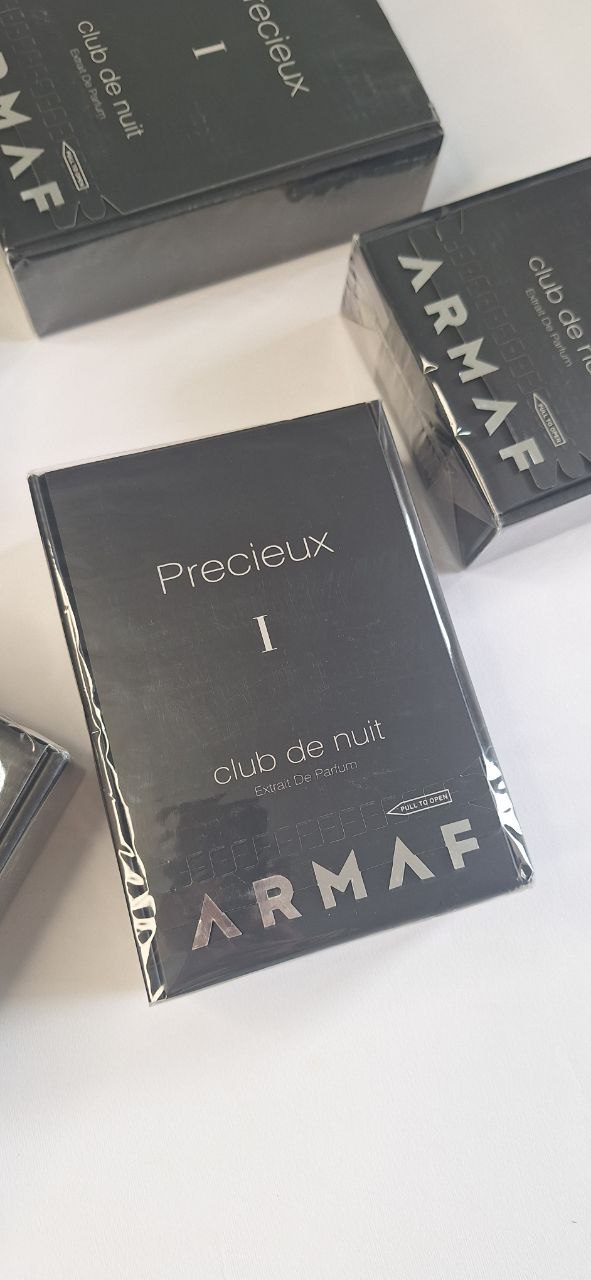 recieux
I
club de nuit
Extrait De Parfum
PULL TO OPEN
RMAF
club de
Extrait De Parfum
PULL TO OPEN
ARMAF
Precieux
I
club de nuit
Extrait De Parfum
PULL TO OPEN
ARMAF